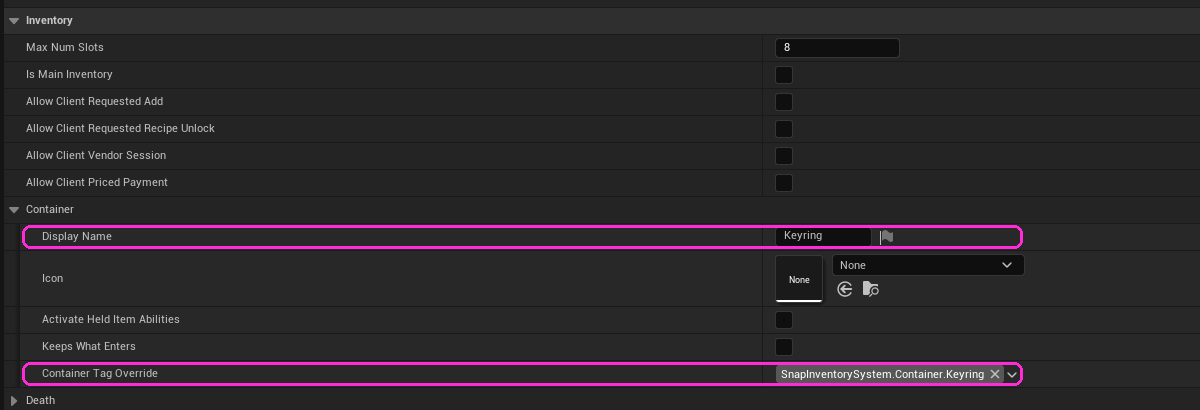 Inventory
Max Num Slots 8
Is Main Inventory
Allow Client Requested Add
Allow Client Requested Recipe Unlock
Allow Client Vendor Session
Allow Client Priced Payment
Container
Display Name Keyring
Icon None None
Activate Held Item Abilities
Keeps What Enters
Container Tag Override SnapInventorySystem.Container.Keyring
Death